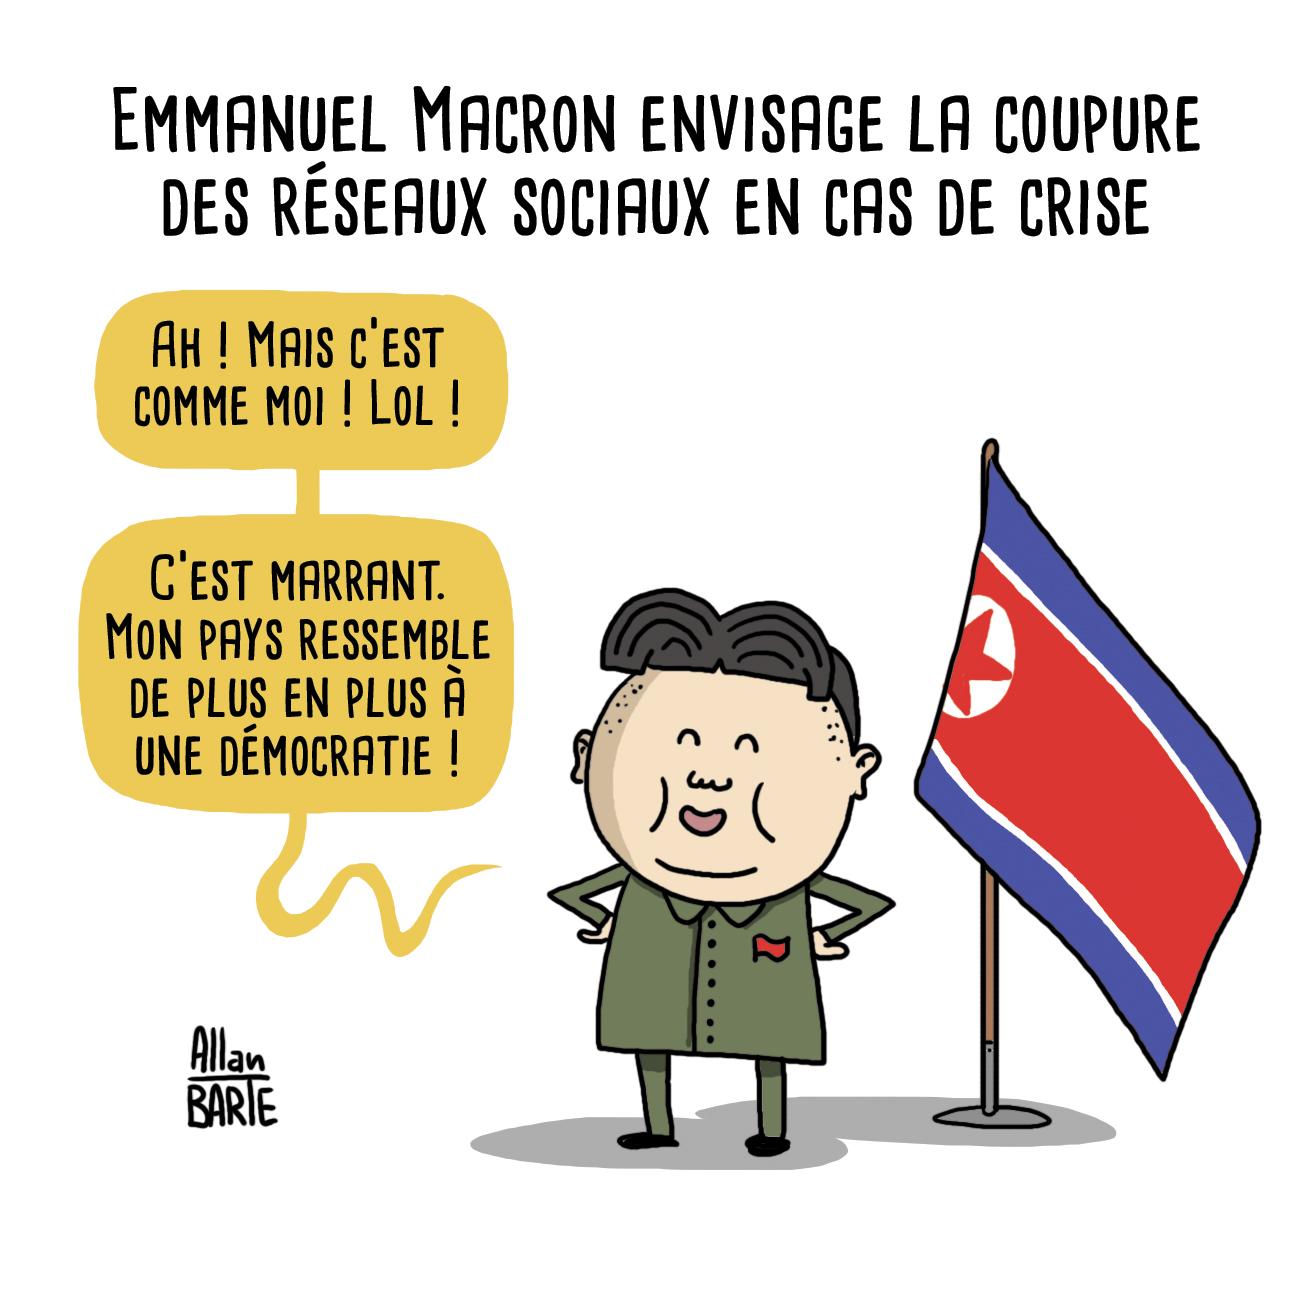 Emmanuel Macron envisage la coupure
des réseaux sociaux en cas de crise
Ah ! Mais c'est
comme moi ! Lol !
C'est marrant.
Mon pays ressemble
de plus en plus à
une démocratie !
Allan
BARTE